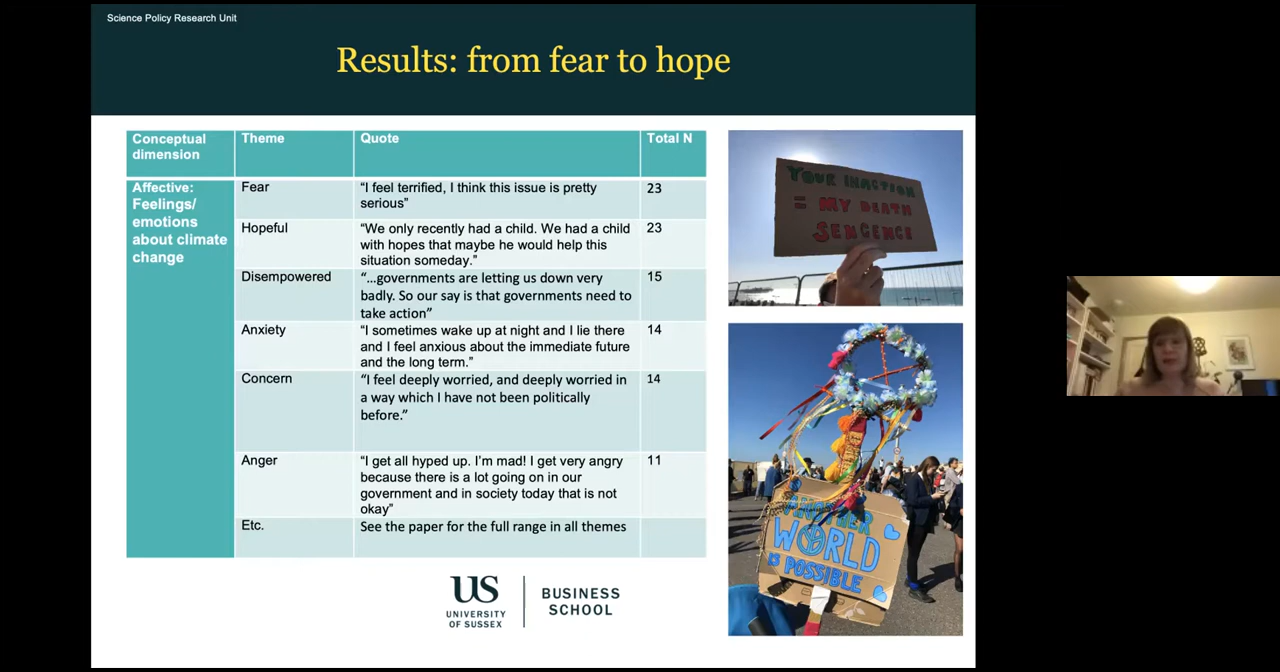 Science Policy Research Unit
Results: from fear to hope
Conceptual
dimension
Theme
Quote
Total N
Affective:
Feelings/
emotions
about climate
change
Fear
“I feel terrified, I think this issue is pretty
serious”
23
Hopeful
“We only recently had a child. We had a child
with hopes that maybe he would help this
situation someday.”
23
Disempowered
“…governments are letting us down very
badly. So our say is that governments need to
take action”
15
Anxiety
“I sometimes wake up at night and I lie there
and I feel anxious about the immediate future
and the long term.”
14
Concern
“I feel deeply worried, and deeply worried in
a way which I have not been politically
before.”
14
Anger
“I get all hyped up. I’m mad! I get very angry
because there is a lot going on in our
government and in society today that is not
okay”
11
Etc.
See the paper for the full range in all themes
YOUR INACTION
= MY DEATH
SENGENCE
ANOTHER
WORLD
IS POSSIBLE
US
UNIVERSITY
OF SUSSEX
BUSINESS
SCHOOL